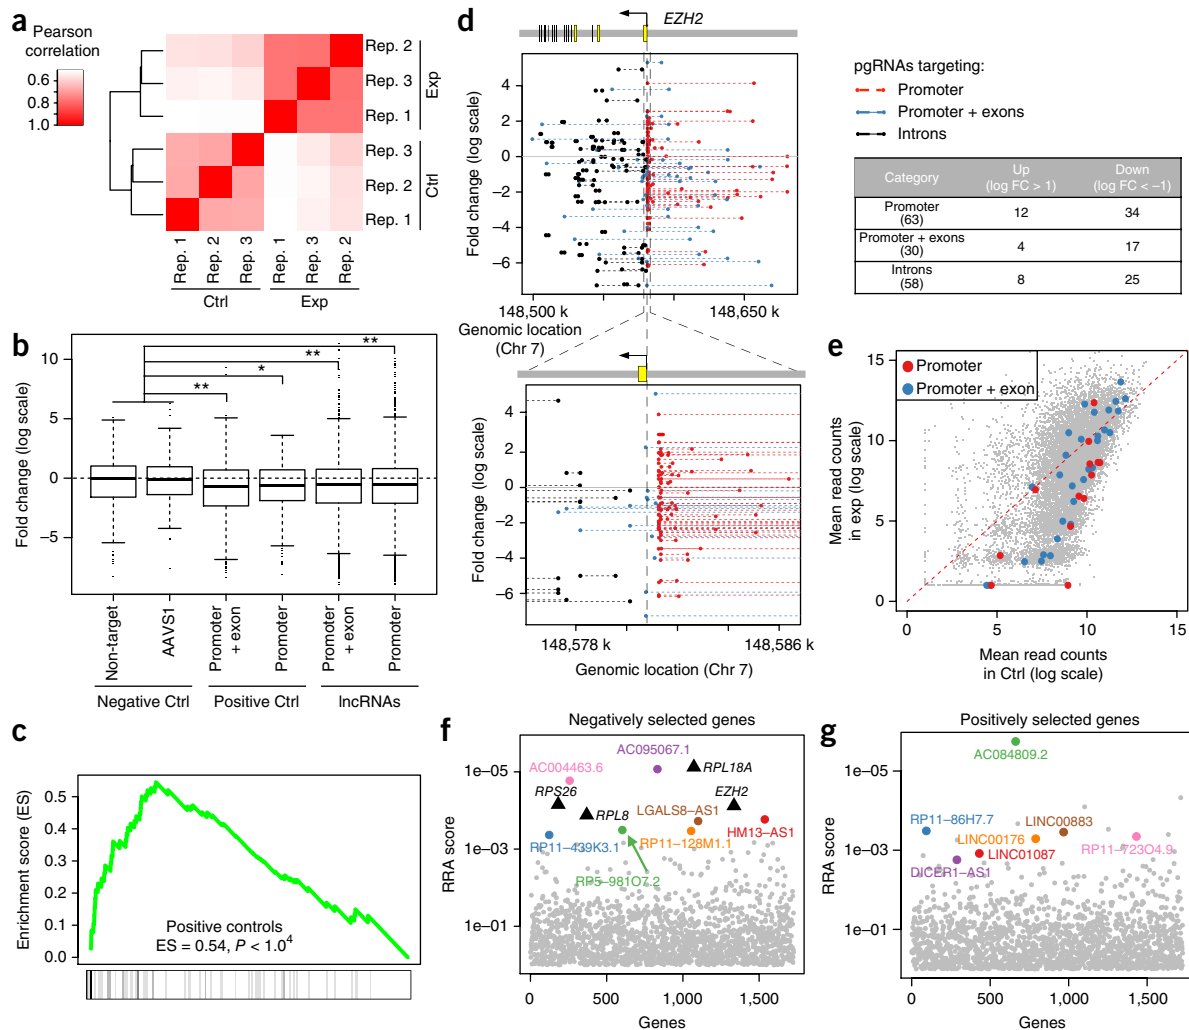 a
Pearson
correlation
0.6
0.8
1.0
Rep. 2
Rep. 3
Rep. 1
Rep. 3
Rep. 2
Rep. 1
Exp
Ctrl
Rep. 1
Rep. 2
Rep. 3
Rep. 1
Rep. 3
Rep. 2
Ctrl
Exp
b
Fold change (log scale)
10
5
0
−5
**
*
**
**
Non-target
AAVS1
Promoter
+ exon
Promoter
Promoter
+ exon
Promoter
Negative Ctrl
Positive Ctrl
lncRNAs
c
Enrichment score (ES)
0.5
0.4
0.3
0.2
0.1
0.0
Positive controls
ES = 0.54, P < 1.0⁴
d
EZH2
Fold change (log scale)
4
2
0
−2
−4
−6
148,500 k
148,650 k
Genomic location
(Chr 7)
Fold change (log scale)
4
2
0
−2
−4
−6
148,578 k
148,586 k
Genomic location (Chr 7)
pgRNAs targeting:
Promoter
Promoter + exons
Introns
Category
Up
(log FC > 1)
Down
(log FC < −1)
Promoter
(63)
12
34
Promoter + exons
(30)
4
17
Introns
(58)
8
25
e
Promoter
Promoter + exon
Mean read counts
in exp (log scale)
15
10
5
0
0
5
10
15
Mean read counts
in Ctrl (log scale)
f
Negatively selected genes
RRA score
1e−05
1e−03
1e−01
AC095067.1
AC004463.6
RPL18A
RPS26
EZH2
RPL8
LGALS8−AS1
HM13−AS1
RP11−439K3.1
RP11−128M1.1
RP5−981O7.2
0
500
1,000
1,500
Genes
g
Positively selected genes
RRA score
1e−05
1e−03
1e−01
AC084809.2
RP11−86H7.7
LINC00883
LINC00176
RP11−723O4.9
LINC01087
DICER1−AS1
0
500
1,000
1,500
Genes